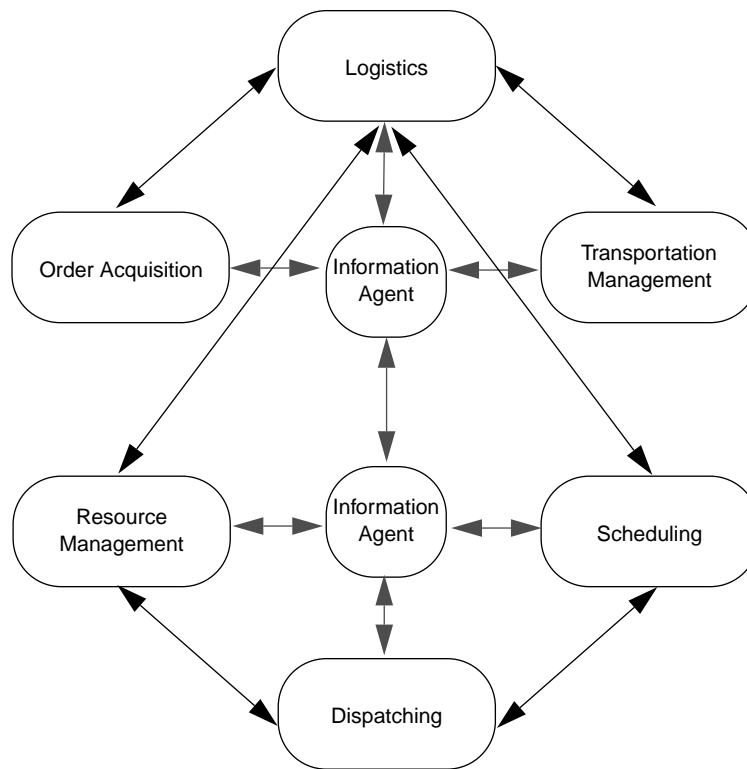 Logistics
Order Acquisition
Information
Agent
Transportation
Management
Resource
Management
Information
Agent
Scheduling
Dispatching